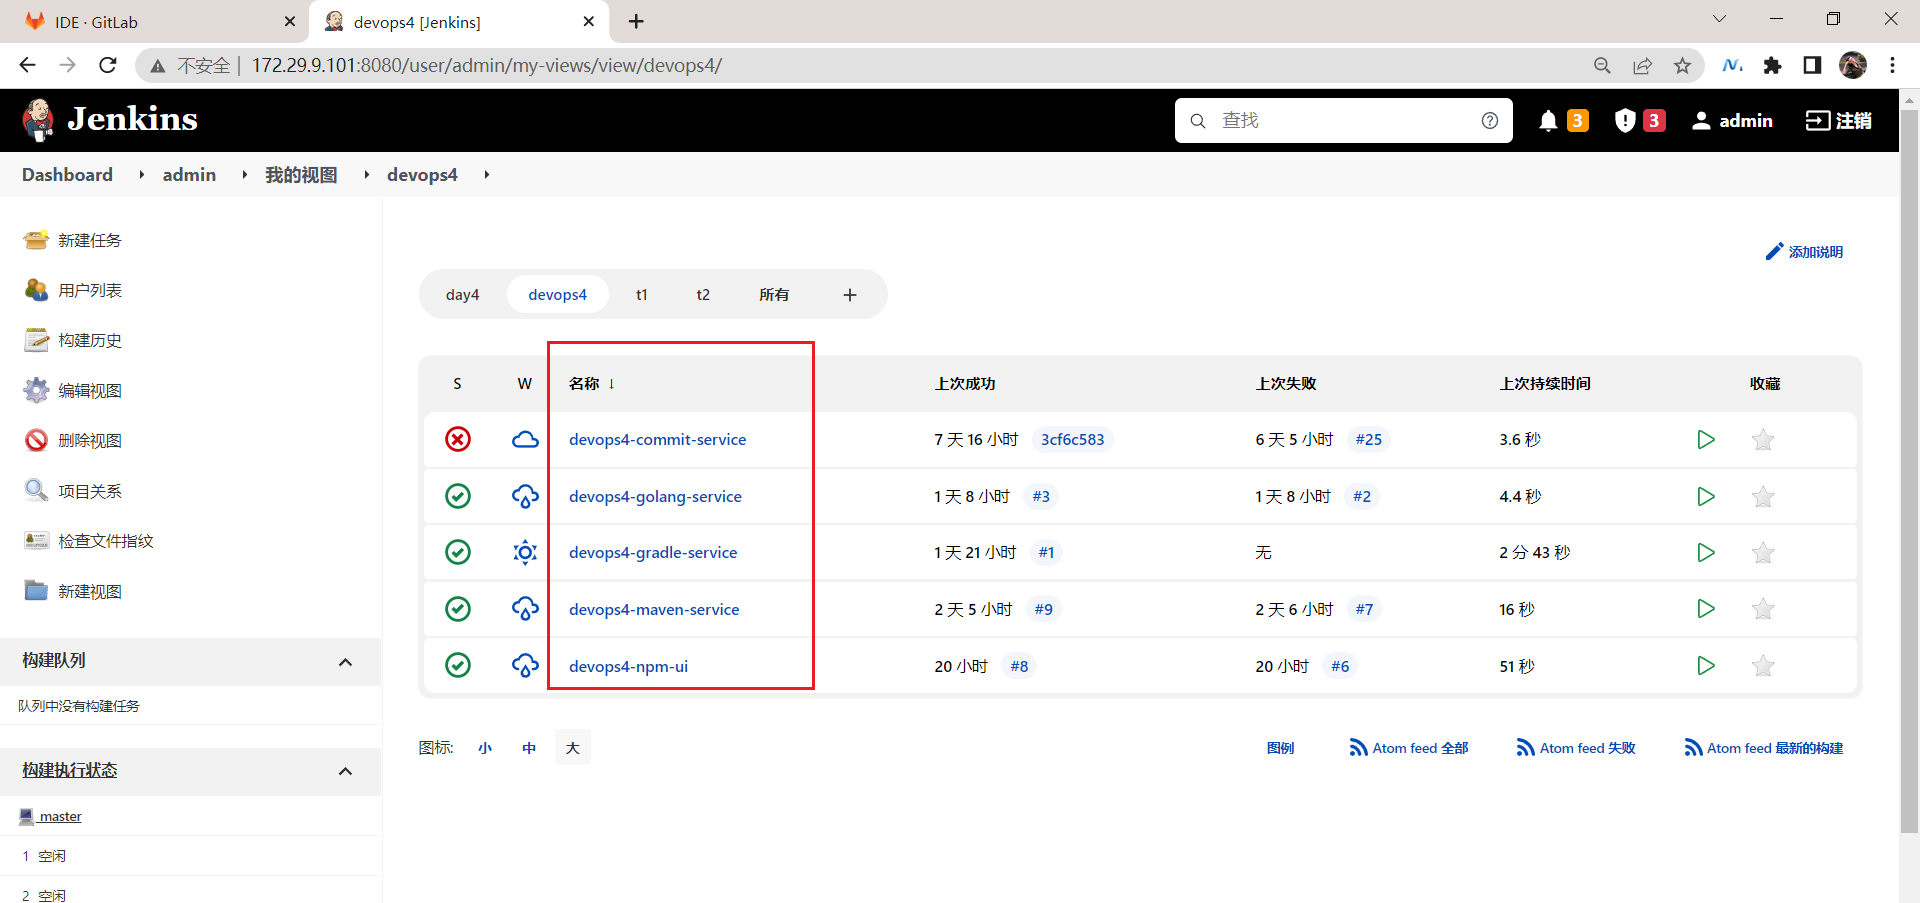 IDE · GitLab
devops4 [Jenkins]
不安全 172.29.9.101:8080/user/admin/my-views/view/devops4/
Jenkins
查找
3
3
admin
注销
Dashboard
admin
我的视图
devops4
新建任务
用户列表
构建历史
编辑视图
删除视图
项目关系
检查文件指纹
新建视图
构建队列
队列中没有构建任务
构建执行状态
master
1 空闲
2 空闲
添加说明
day4 devops4 t1 t2 所有 +
S W 名称 ↓ 上次成功 上次失败 上次持续时间 收藏
devops4-commit-service 7 天 16 小时 3cf6c583 6 天 5 小时 #25 3.6 秒
devops4-golang-service 1 天 8 小时 #3 1 天 8 小时 #2 4.4 秒
devops4-gradle-service 1 天 21 小时 #1 无 2 分 43 秒
devops4-maven-service 2 天 5 小时 #9 2 天 6 小时 #7 16 秒
devops4-npm-ui 20 小时 #8 20 小时 #6 51 秒
图标: 小 中 大
图例 Atom feed 全部 Atom feed 失败 Atom feed 最新的构建